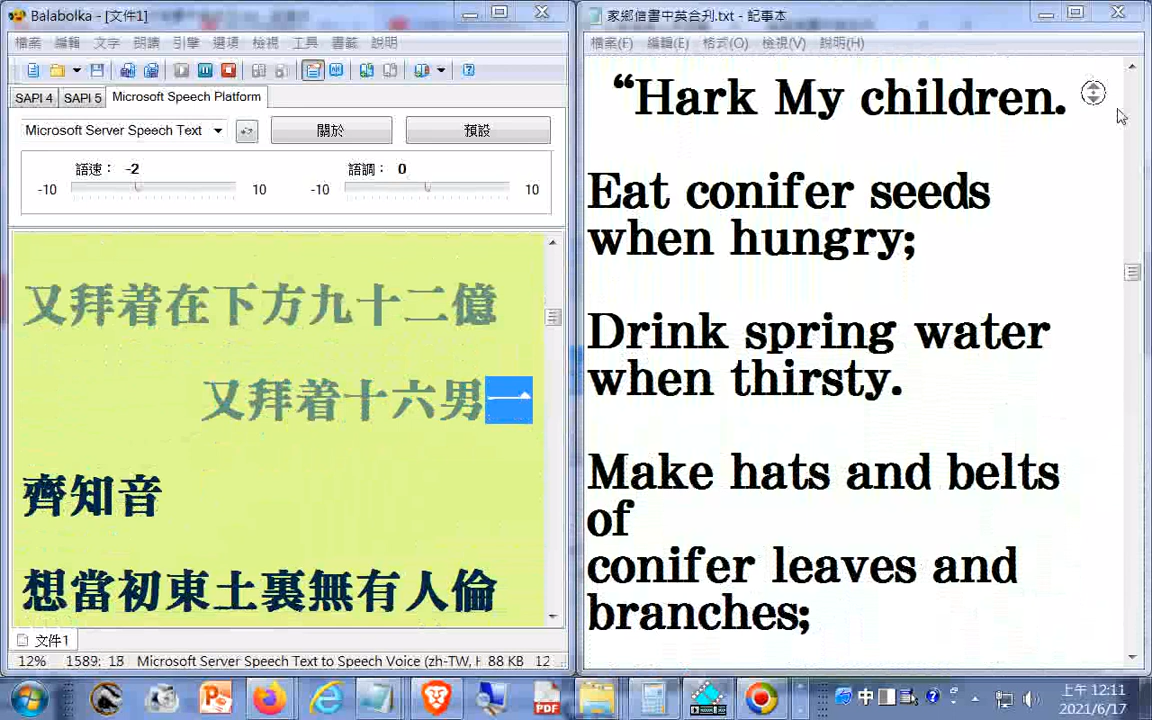 Balabolka - [文件1]
檔案 編輯 文字 朗讀 引擎 選項 檢視 工具 書籤 說明
SAPI 4 SAPI 5 Microsoft Speech Platform
Microsoft Server Speech Text
關於
預設
語速： -2
語調： 0
-10 10 -10 10
又拜着在下方九十二億
又拜着十六男一
齊知音
想當初東土裏無有人倫
文件1
12% 1589: 18 Microsoft Server Speech Text to Speech Voice (zh-TW, H 88 KB 12
家鄉信書中英合刋.txt - 記事本
檔案(F) 編輯(E) 格式(O) 檢視(V) 說明(H)
“Hark My children.
Eat conifer seeds
when hungry;
Drink spring water
when thirsty.
Make hats and belts
of
conifer leaves and
branches;
PDF
中
上午 12:11
2021/6/17